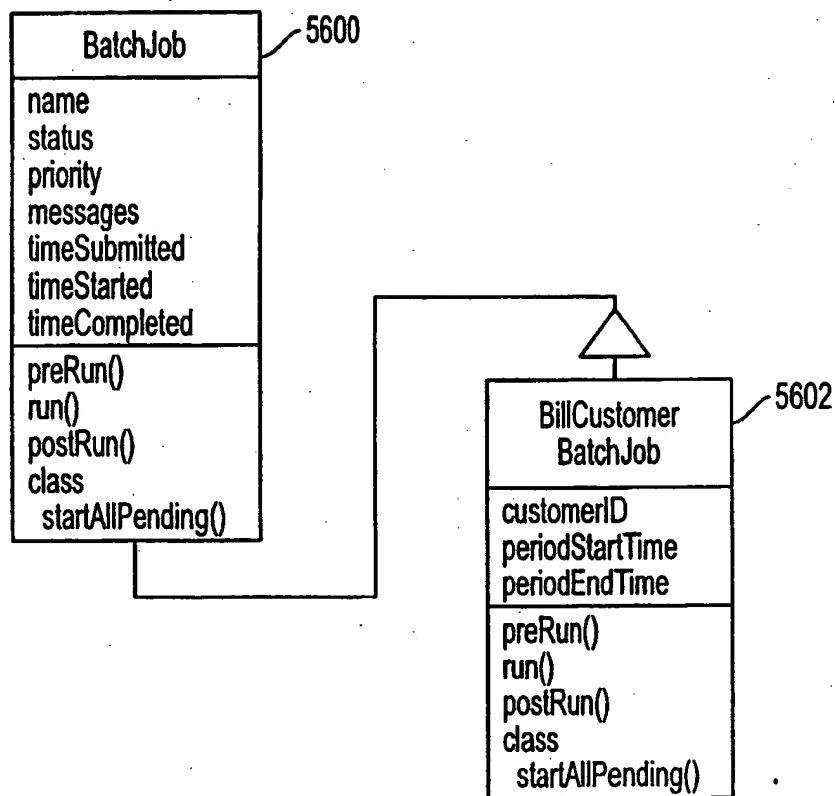 BatchJob
5600
name
status
priority
messages
timeSubmitted
timeStarted
timeCompleted
preRun()
run()
postRun()
class
startAllPending()
BillCustomer
BatchJob
5602
customerID
periodStartTime
periodEndTime
preRun()
run()
postRun()
class
startAllPending()